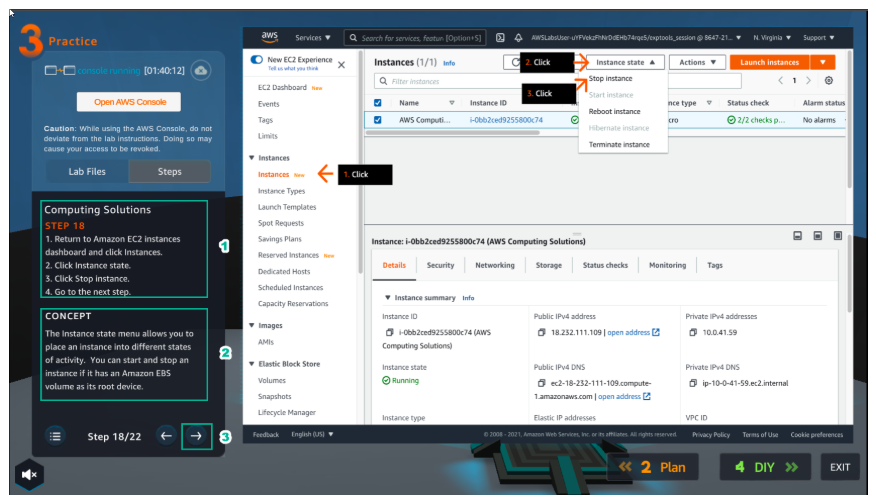 3 Practice
console running [01:40:12]
Open AWS Console
Caution: While using the AWS Console, do not
deviate from the lab instructions. Doing so may
cause your access to be revoked.
Lab Files Steps
Computing Solutions
STEP 18
1. Return to Amazon EC2 instances
dashboard and click Instances.
2. Click Instance state.
3. Click Stop instance.
4. Go to the next step.
1
CONCEPT
The Instance state menu allows you to
place an instance into different states
of activity. You can start and stop an
instance if it has an Amazon EBS
volume as its root device.
2
Step 18/22
3
aws Services ▼ Search for services, featun [Option+S] N. Virginia ▼ Support ▼
New EC2 Experience
Tell us what you think
X
EC2 Dashboard New
Events
Tags
Limits
▼ Instances
Instances New
1. Click
Instance Types
Launch Templates
Spot Requests
Savings Plans
Reserved Instances New
Dedicated Hosts
Scheduled Instances
Capacity Reservations
▼ Images
AMIs
▼ Elastic Block Store
Volumes
Snapshots
Lifecycle Manager
Instances (1/1) Info
2. Click
Instance state ▲ Actions ▼ Launch instances ▼
Filter instances
< 1 >
3. Click
Stop instance
Start instance
Reboot instance
Hibernate instance
Terminate instance
Name Instance ID nce type Status check Alarm status
AWS Computi... i-0bb2ced9255800c74 cro 2/2 checks p... No alarms
Instance: i-0bb2ced9255800c74 (AWS Computing Solutions)
Details Security Networking Storage Status checks Monitoring Tags
▼ Instance summary Info
Instance ID Public IPv4 address Private IPv4 addresses
i-0bb2ced9255800c74 (AWS 18.232.111.109 | open address 10.0.41.59
Computing Solutions)
Instance state Public IPv4 DNS Private IPv4 DNS
Running ec2-18-232-111-109.compute- ip-10-0-41-59.ec2.internal
1.amazonaws.com | open address
Instance type Elastic IP addresses VPC ID
Feedback English (US) ▼ © 2008 - 2021, Amazon Web Services, Inc. or its affiliates. All rights reserved. Privacy Policy Terms of Use Cookie preferences
2 Plan
4 DIY
EXIT